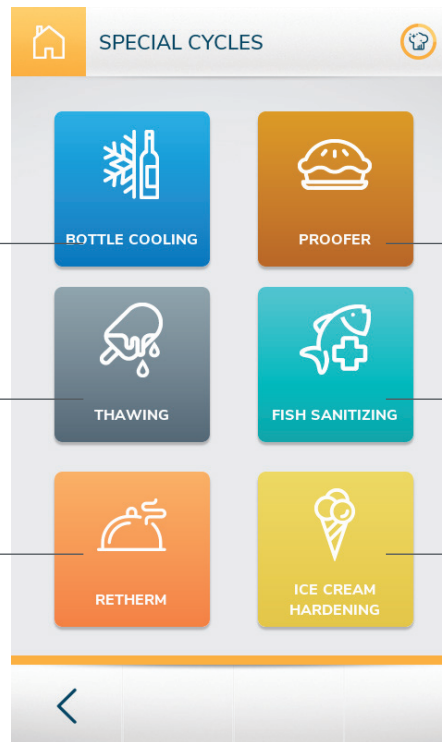 SPECIAL CYCLES
BOTTLE COOLING
PROOFER
THAWING
FISH SANITIZING
RETHERM
ICE CREAM
HARDENING